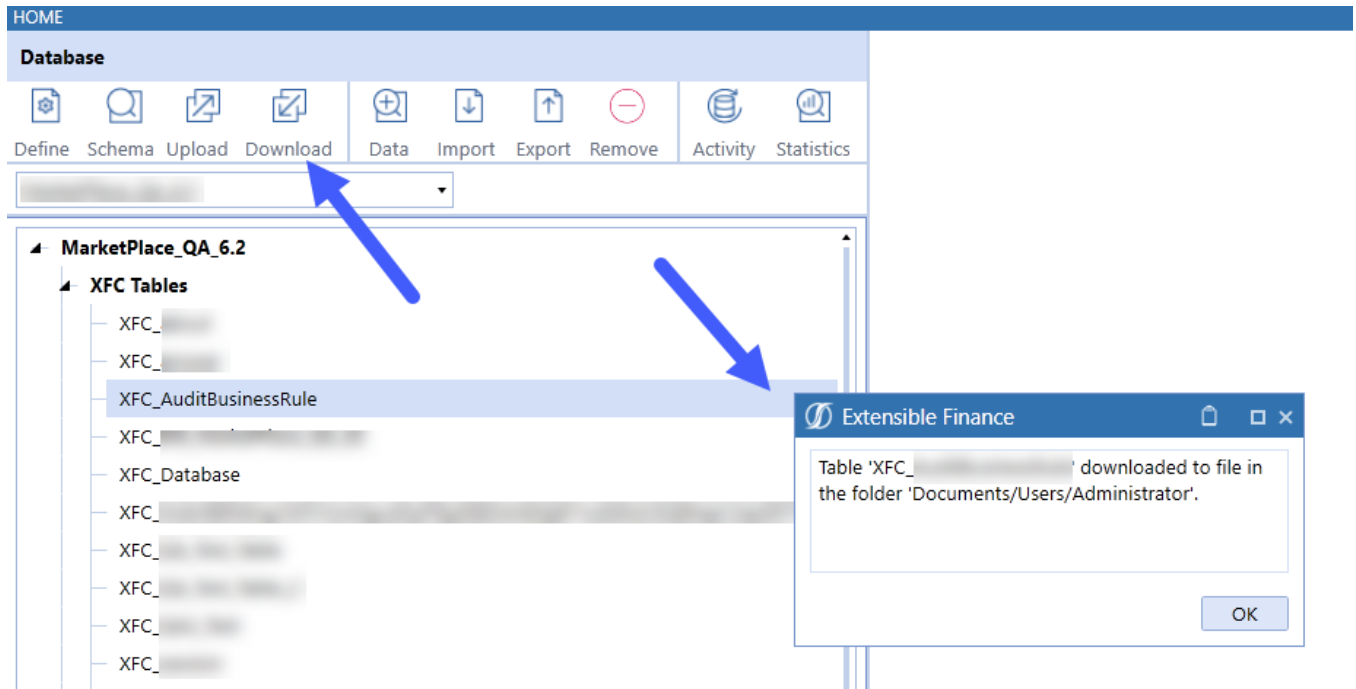 HOME
Database
Define Schema Upload Download Data Import Export Remove Activity Statistics
MarketPlace_QA_6.2
XFC Tables
XFC_
XFC_
XFC_AuditBusinessRule
XFC_
XFC_Database
XFC_
XFC_
XFC_
XFC_
XFC_
Extensible Finance
Table 'XFC_ ' downloaded to file in
the folder 'Documents/Users/Administrator'.
OK